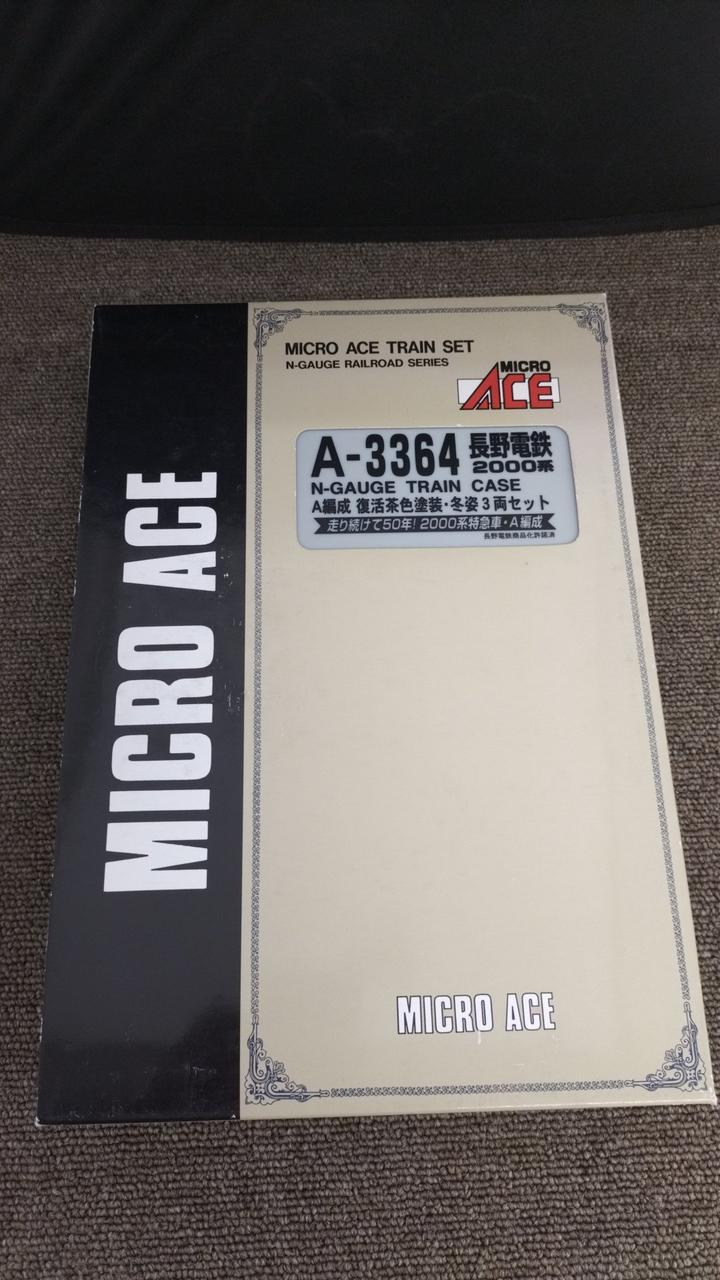 MICRO ACE
MICRO ACE TRAIN SET
N-GAUGE RAILROAD SERIES
MICRO
ACE
A-3364 長野電鉄
2000系
N-GAUGE TRAIN CASE
A編成 復活茶色塗装・冬姿3両セット
走り続けて50年! 2000系特急車・A編成
長野電鉄商品化許諾済
MICRO ACE